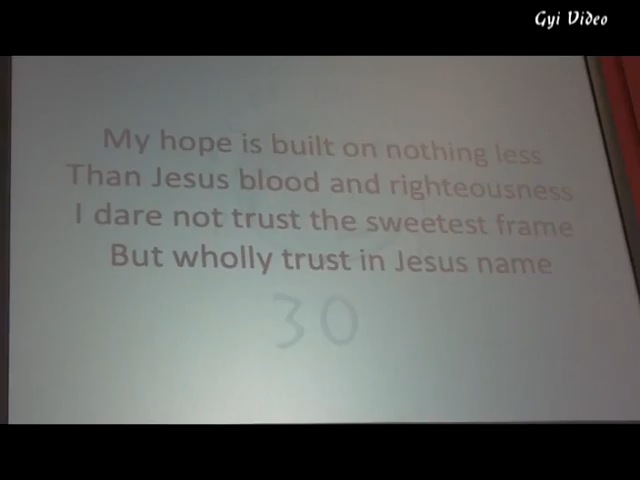 Gyi Video
My hope is built on nothing less
Than Jesus blood and righteousness
I dare not trust the sweetest frame
But wholly trust in Jesus name
30